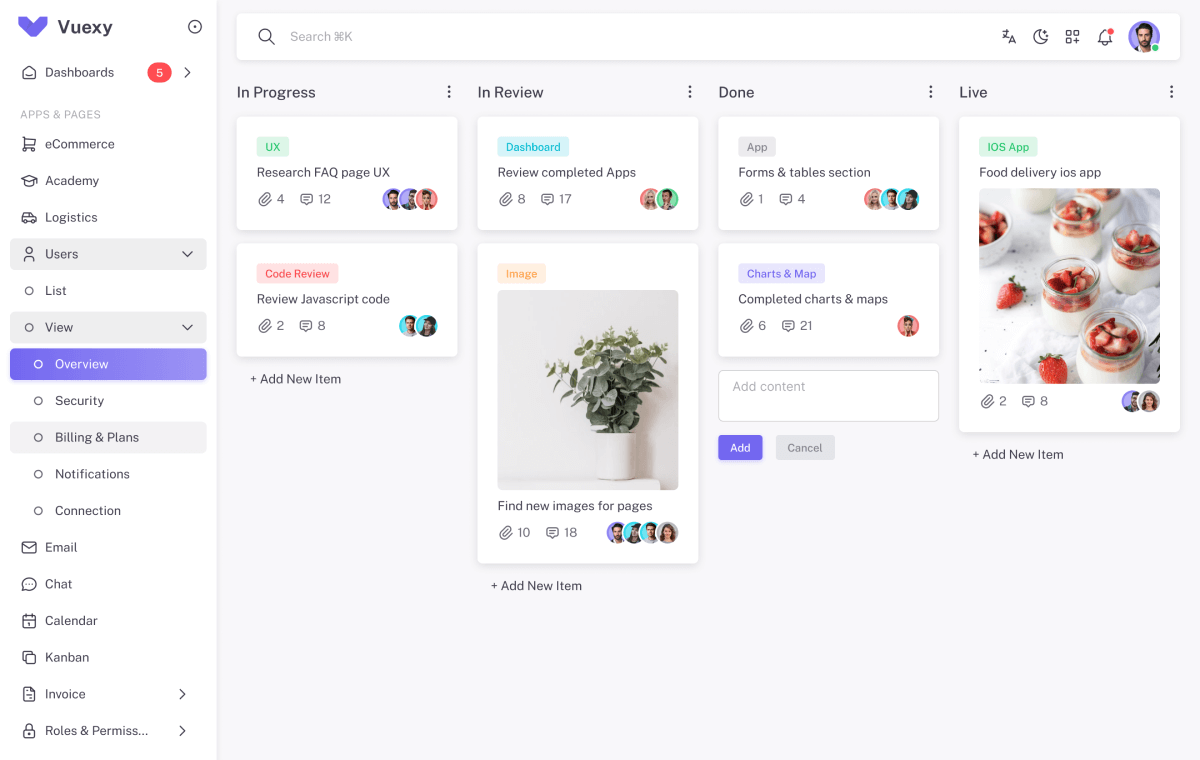 Vuexy
Dashboards
5
APPS & PAGES
eCommerce
Academy
Logistics
Users
List
View
Overview
Security
Billing & Plans
Notifications
Connection
Email
Chat
Calendar
Kanban
Invoice
Roles & Permiss...
Search ⌘K
In Progress
UX
Research FAQ page UX
4 12
Code Review
Review Javascript code
2 8
+ Add New Item
In Review
Dashboard
Review completed Apps
8 17
Image
Find new images for pages
10 18
+ Add New Item
Done
App
Forms & tables section
1 4
Charts & Map
Completed charts & maps
6 21
Add content
Add Cancel
Live
IOS App
Food delivery ios app
2 8
+ Add New Item